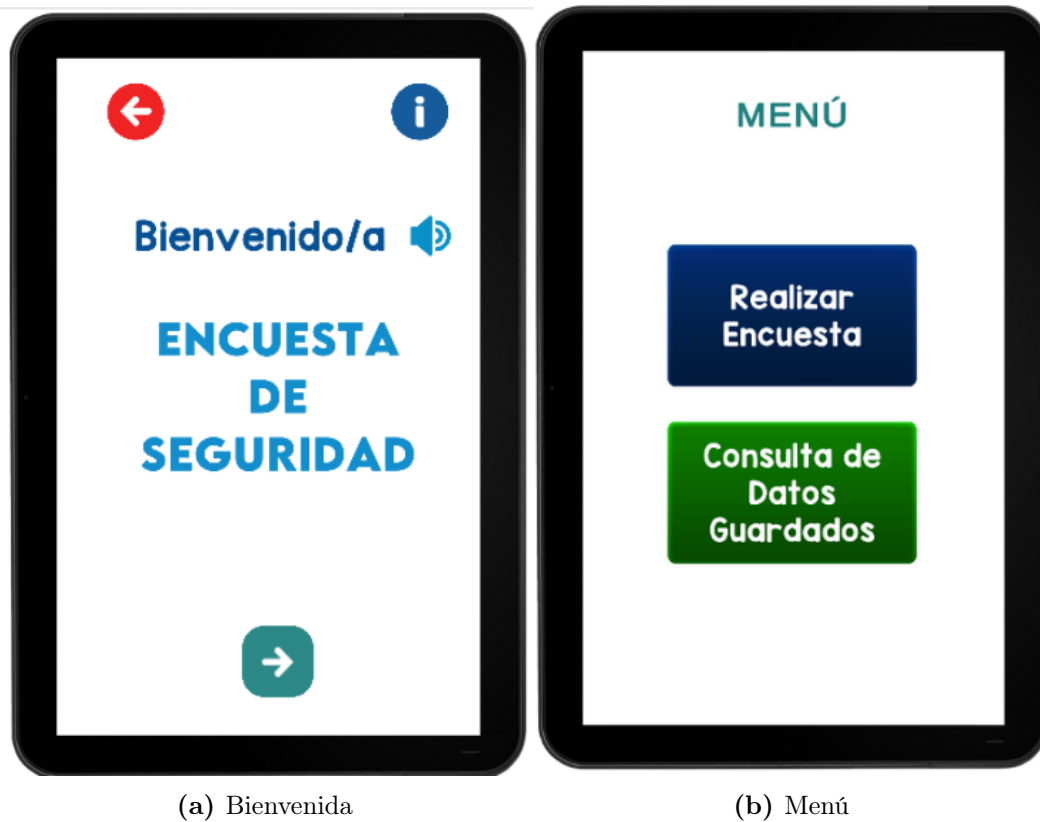 Bienvenido/a
ENCUESTA
DE
SEGURIDAD
(a) Bienvenida
MENÚ
Realizar
Encuesta
Consulta de
Datos
Guardados
(b) Menú